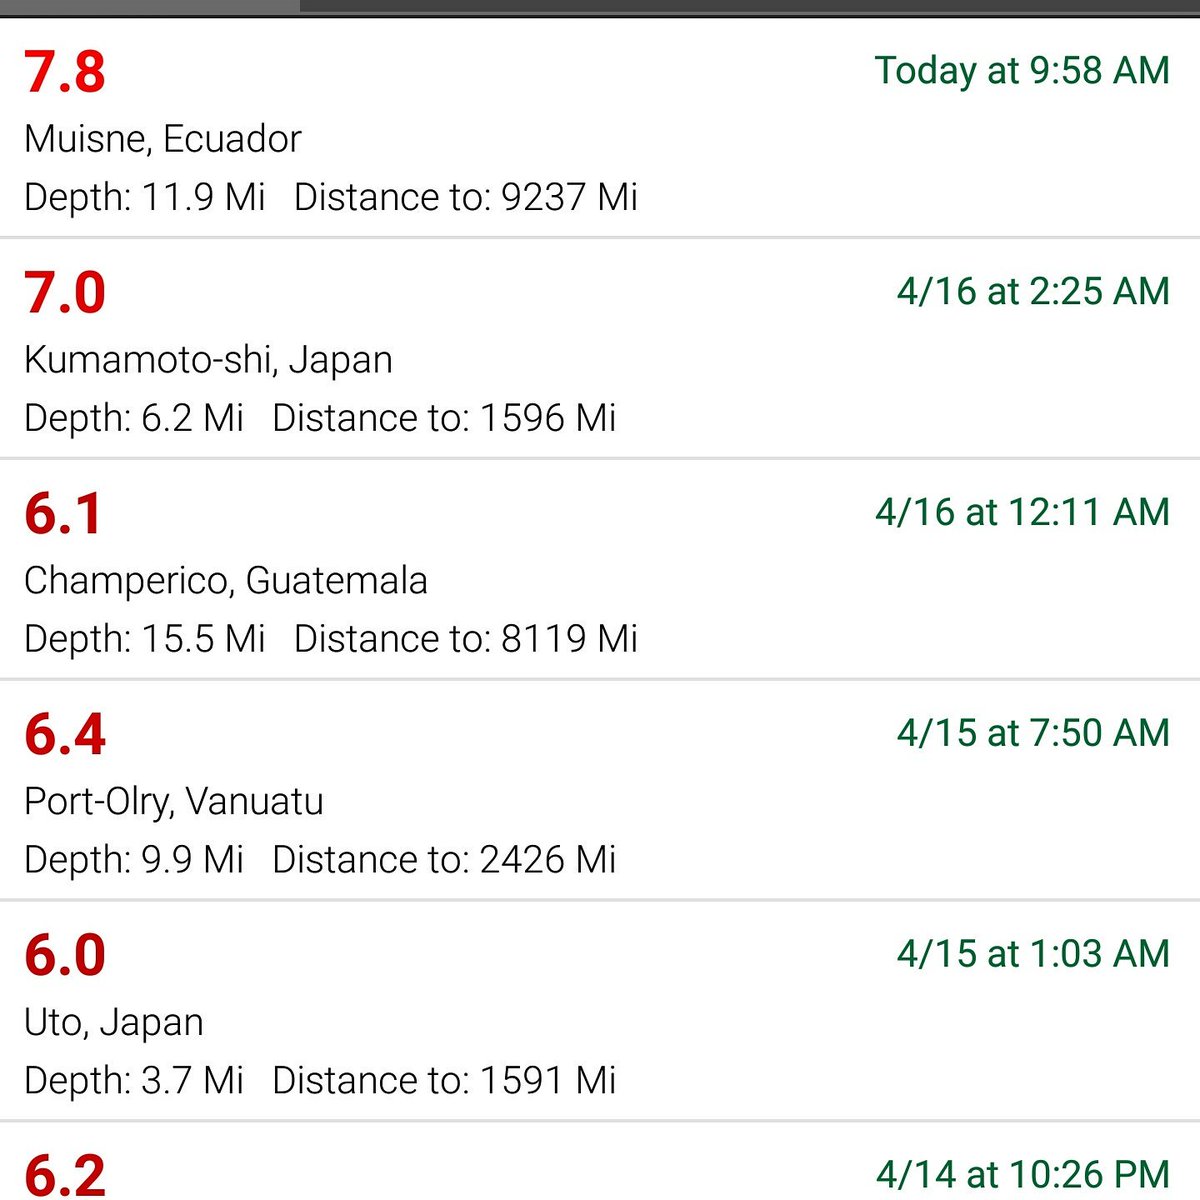 7.8
Today at 9:58 AM
Muisne, Ecuador
Depth: 11.9 Mi Distance to: 9237 Mi
7.0
4/16 at 2:25 AM
Kumamoto-shi, Japan
Depth: 6.2 Mi Distance to: 1596 Mi
6.1
4/16 at 12:11 AM
Champerico, Guatemala
Depth: 15.5 Mi Distance to: 8119 Mi
6.4
4/15 at 7:50 AM
Port-Olry, Vanuatu
Depth: 9.9 Mi Distance to: 2426 Mi
6.0
4/15 at 1:03 AM
Uto, Japan
Depth: 3.7 Mi Distance to: 1591 Mi
6.2
4/14 at 10:26 PM